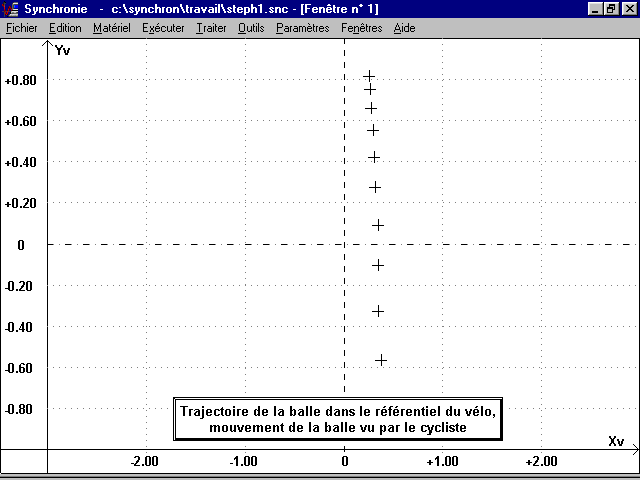 Synchronie - c:\synchron\travail\steph1.snc - [Fenêtre n° 1]
Fichier Edition Matériel Exécuter Traiter Outils Paramètres Fenêtres Aide
Yv
+0.80
+0.60
+0.40
+0.20
0
-0.20
-0.40
-0.60
-0.80
Trajectoire de la balle dans le référentiel du vélo,
mouvement de la balle vu par le cycliste
Xv
-2.00 -1.00 0 +1.00 +2.00